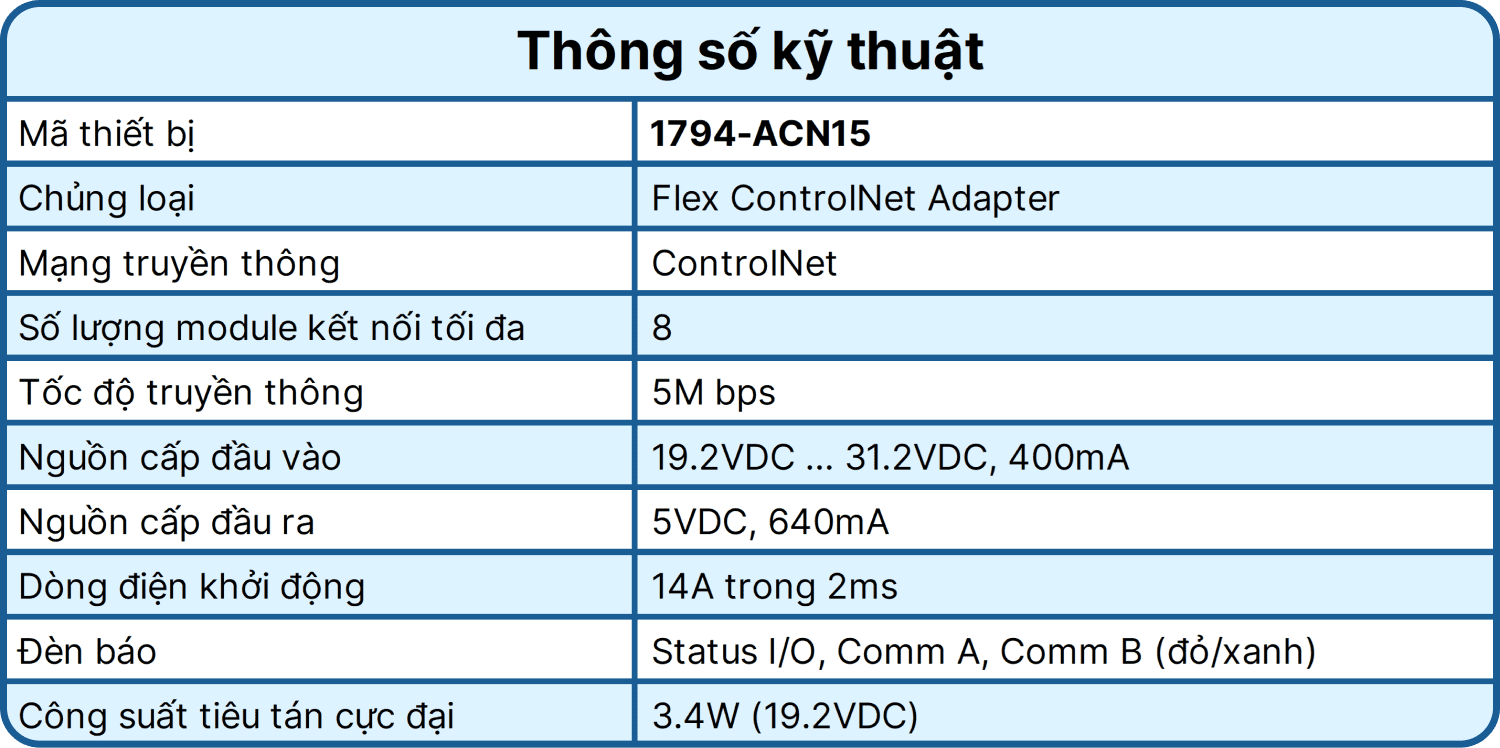 Thông số kỹ thuật
Mã thiết bị 1794-ACN15
Chủng loại Flex ControlNet Adapter
Mạng truyền thông ControlNet
Số lượng module kết nối tối đa 8
Tốc độ truyền thông 5M bps
Nguồn cấp đầu vào 19.2VDC ... 31.2VDC, 400mA
Nguồn cấp đầu ra 5VDC, 640mA
Dòng điện khởi động 14A trong 2ms
Đèn báo Status I/O, Comm A, Comm B (đỏ/xanh)
Công suất tiêu tán cực đại 3.4W (19.2VDC)